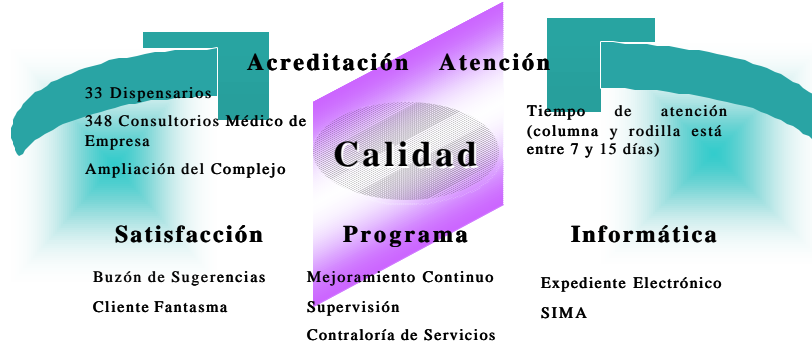 Acreditación
33 Dispensarios
348 Consultorios Médico de
Empresa
Ampliación del Complejo
Atención
Tiempo de atención
(columna y rodilla está
entre 7 y 15 días)
Calidad
Satisfacción
Buzón de Sugerencias
Cliente Fantasma
Programa
Mejoramiento Continuo
Supervisión
Contraloría de Servicios
Informática
Expediente Electrónico
SIMA